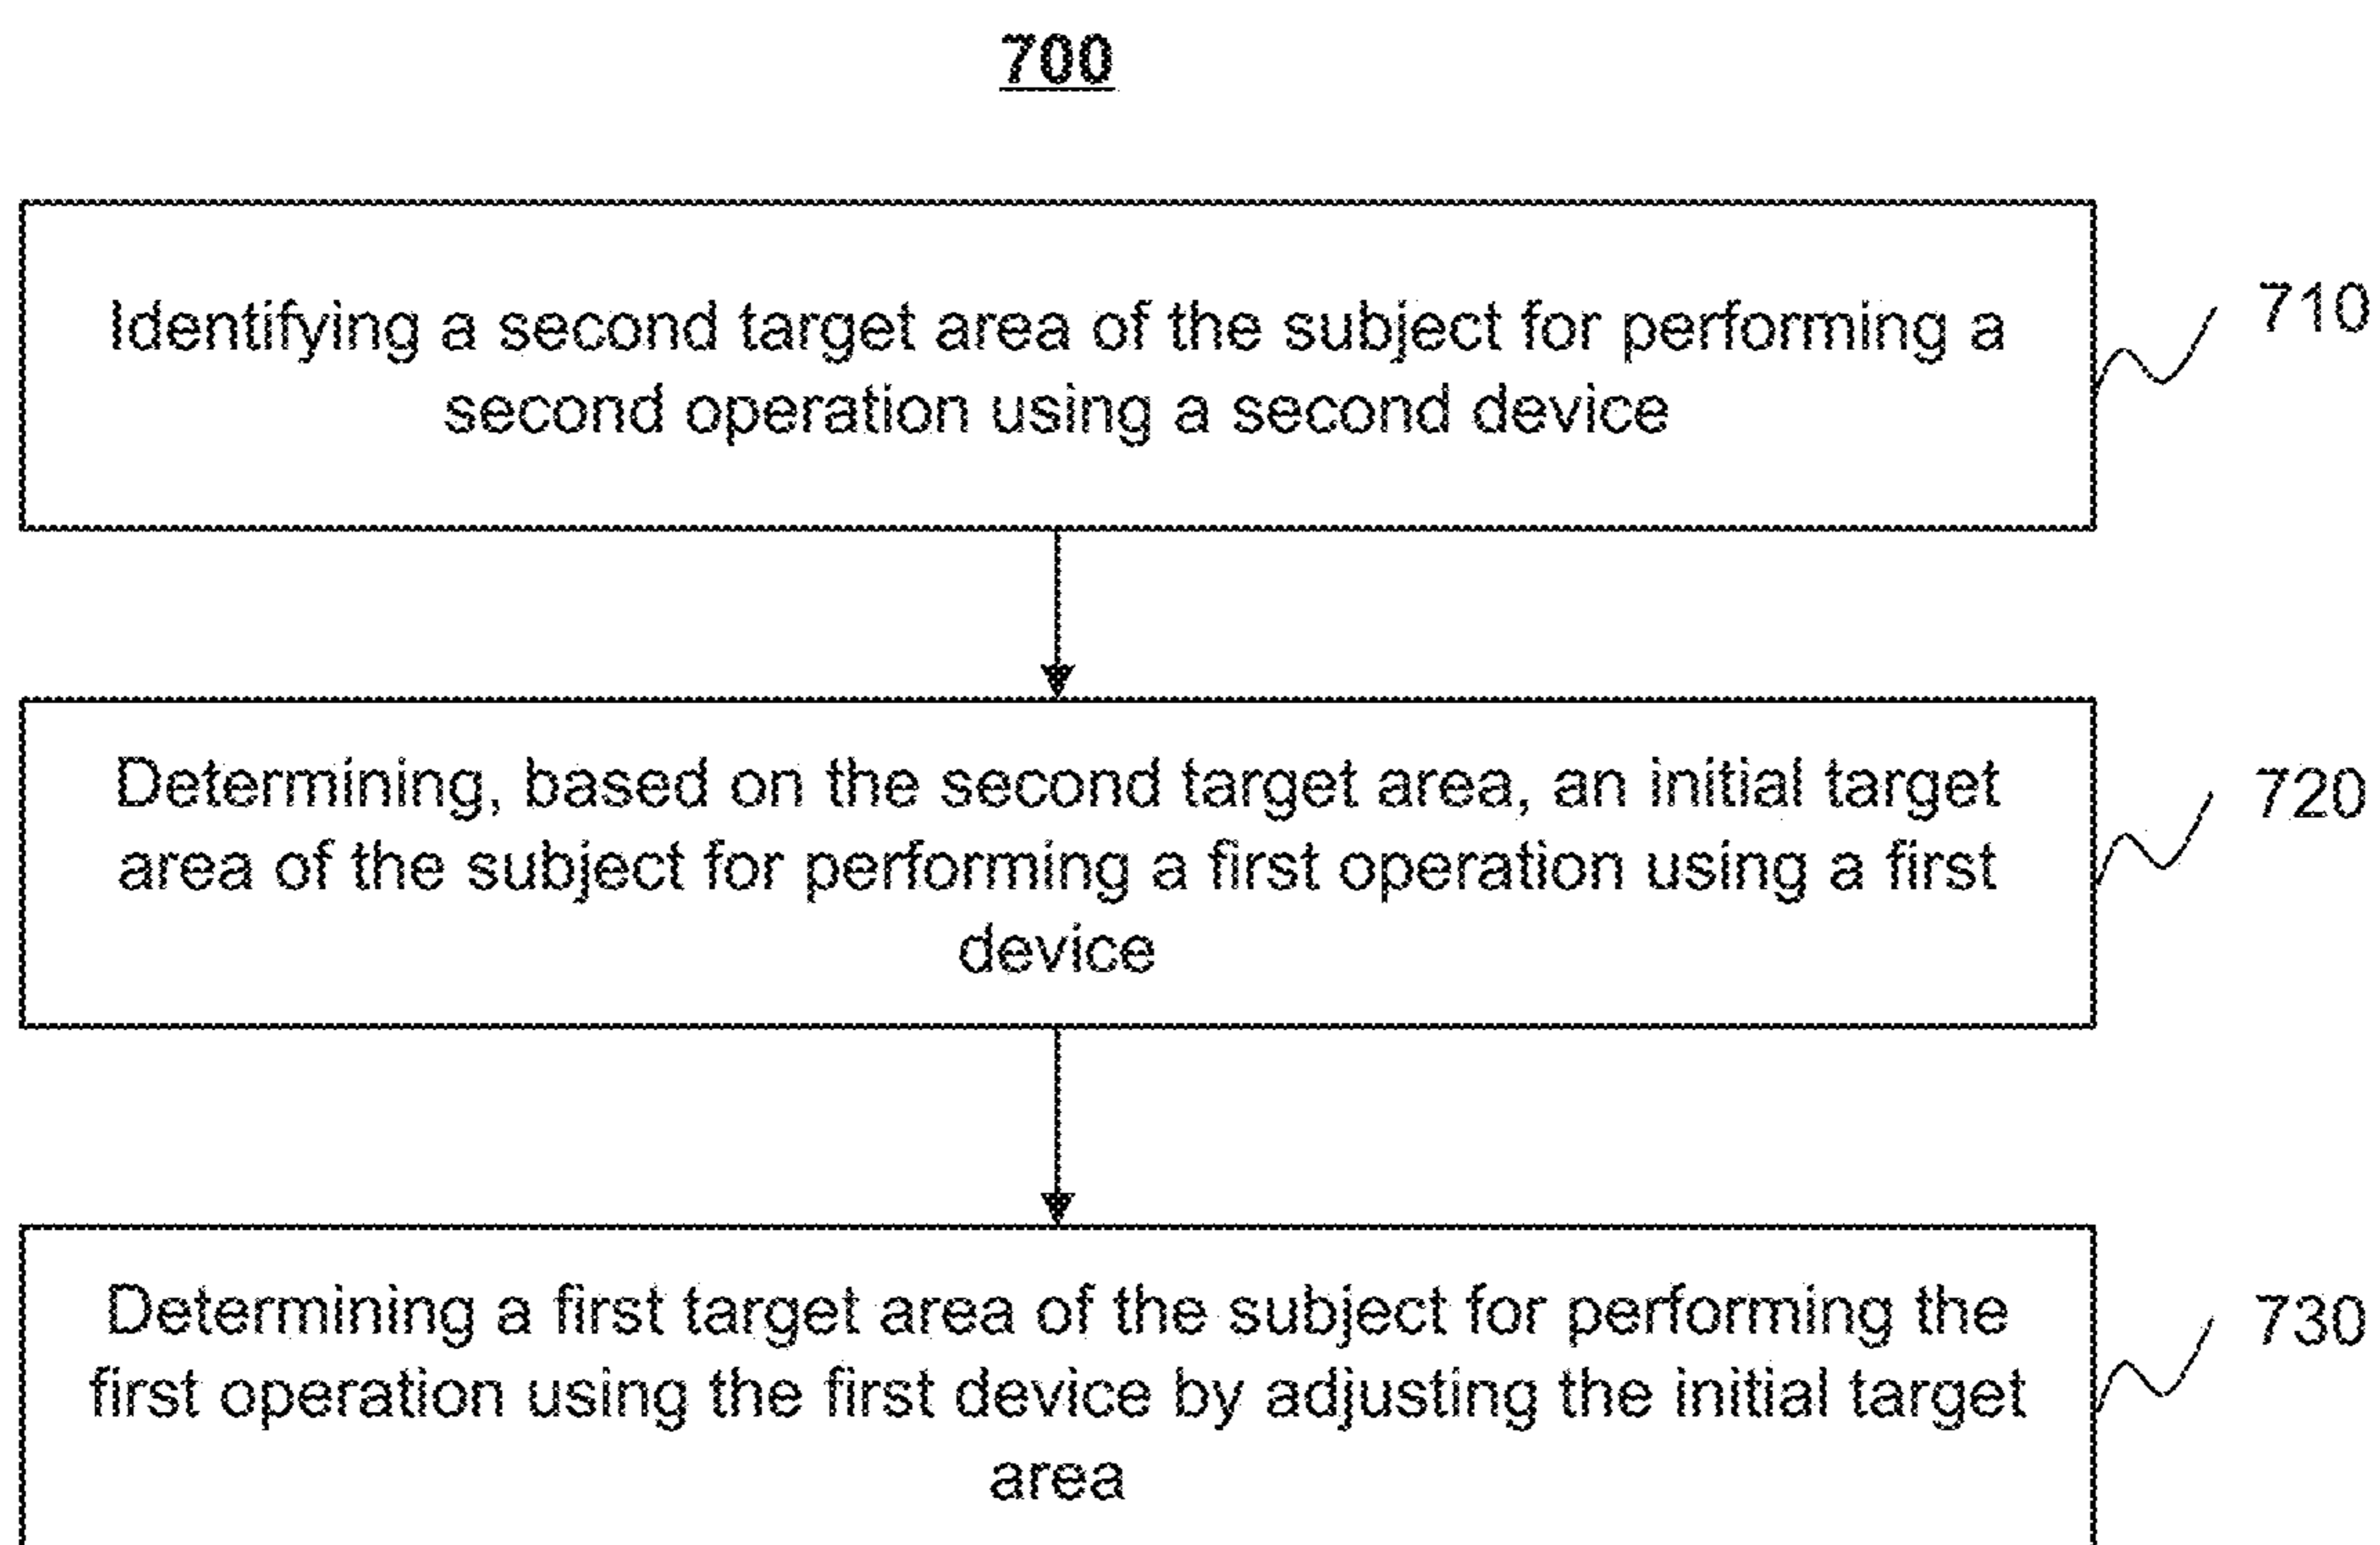 700
Identifying a second target area of the subject for performing a
second operation using a second device
710
Determining, based on the second target area, an initial target
area of the subject for performing a first operation using a first
device
720
Determining a first target area of the subject for performing the
first operation using the first device by adjusting the initial target
area
730